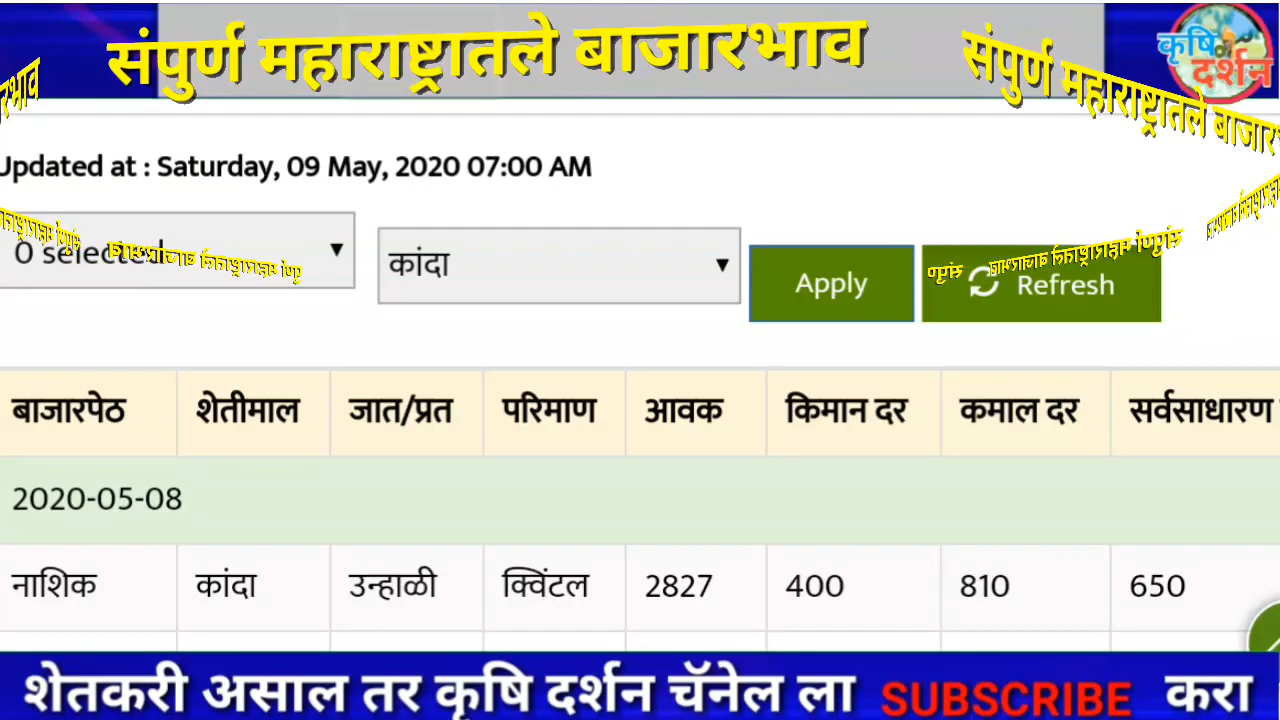 संपुर्ण महाराष्ट्रातले बाजारभाव
संपुर्ण महाराष्ट्रातले
कृषि
दर्शन
Updated at : Saturday, 09 May, 2020 07:00 AM
0 selected
कांदा
Apply
Refresh
बाजारपेठ शेतीमाल जात/प्रत परिमाण आवक किमान दर कमाल दर सर्वसाधारण
2020-05-08
नाशिक कांदा उन्हाळी क्विंटल 2827 400 810 650
शेतकरी असाल तर कृषि दर्शन चॅनेल ला SUBSCRIBE करा